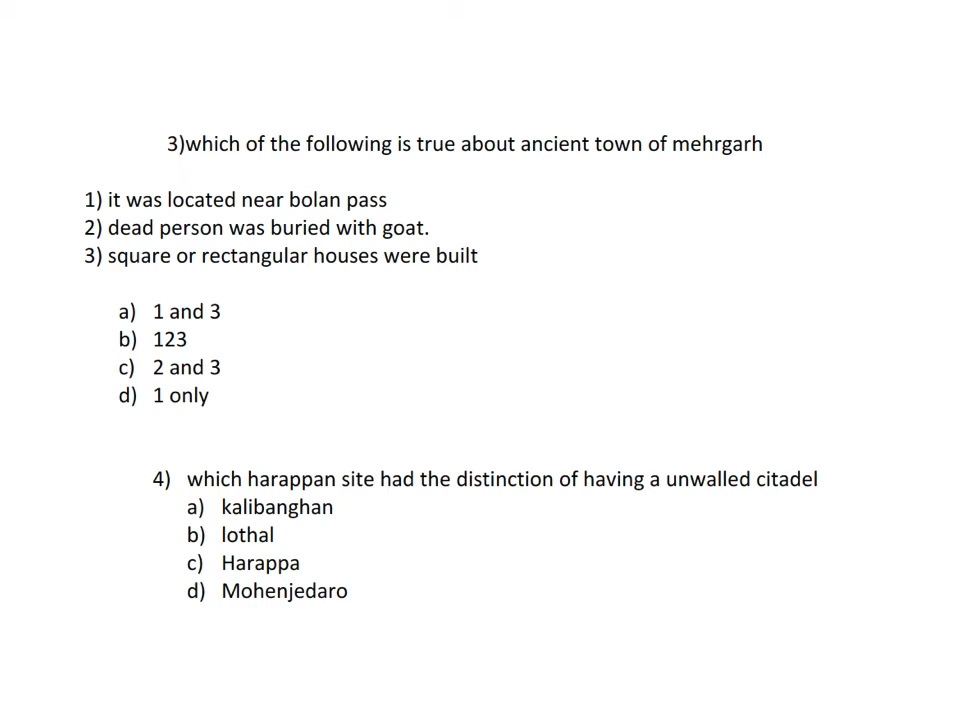 3)which of the following is true about ancient town of mehrgarh
1) it was located near bolan pass
2) dead person was buried with goat.
3) square or rectangular houses were built
a) 1 and 3
b) 123
c) 2 and 3
d) 1 only
4) which harappan site had the distinction of having a unwalled citadel
a) kalibanghan
b) lothal
c) Harappa
d) Mohenjedaro